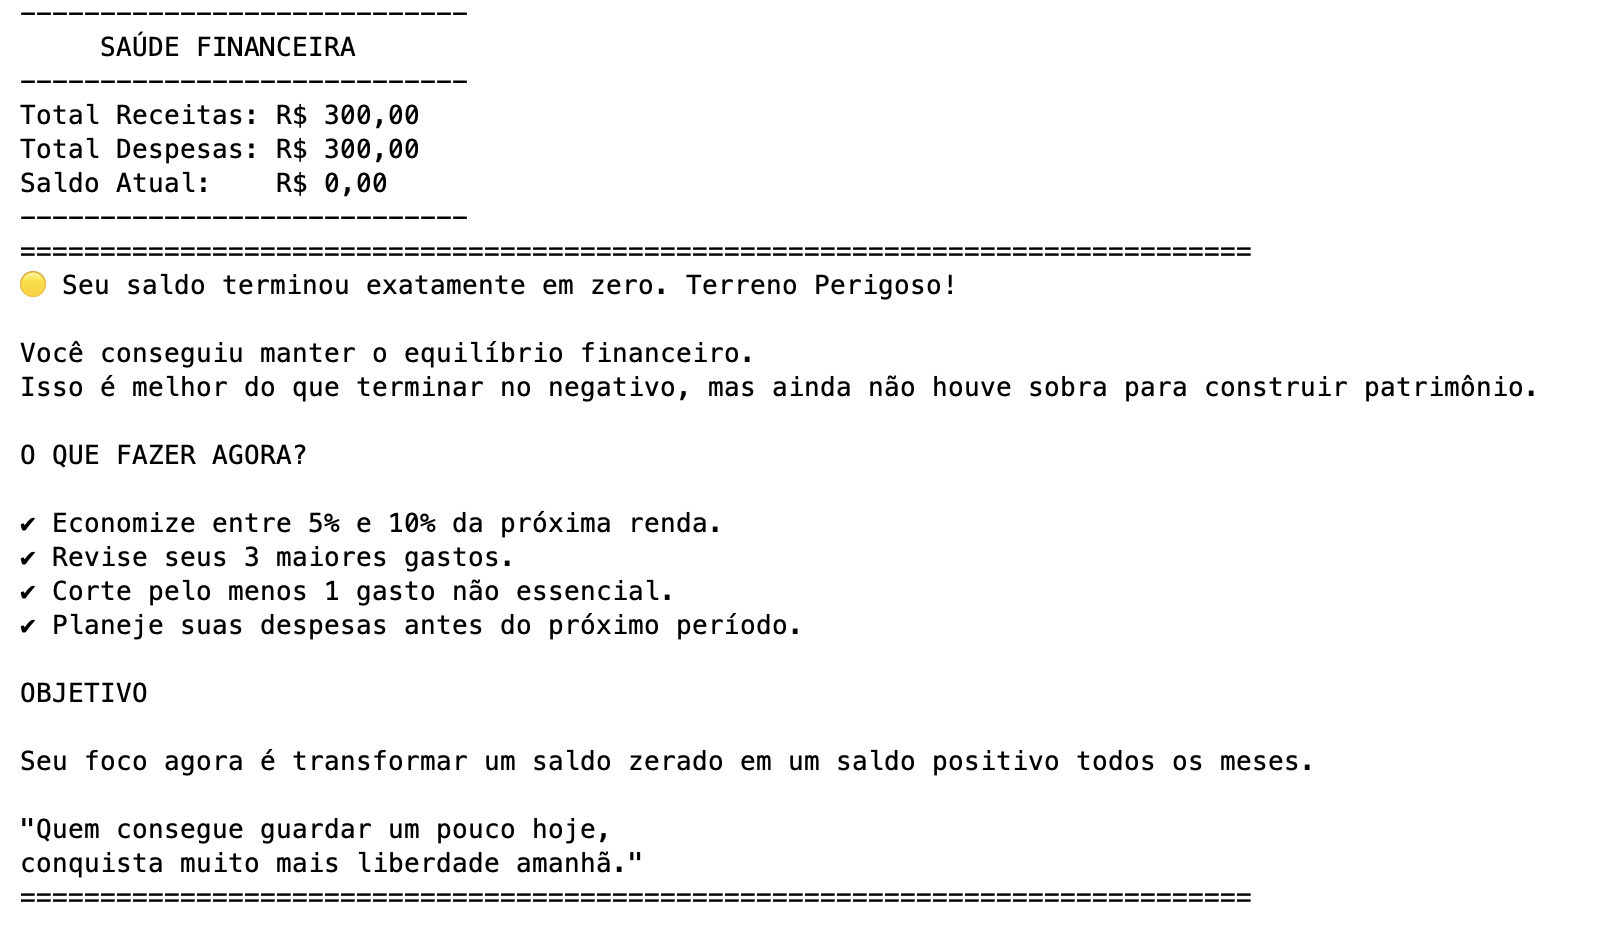 ----------------------------
     SAÚDE FINANCEIRA
----------------------------
Total Receitas: R$ 300,00
Total Despesas: R$ 300,00
Saldo Atual:    R$ 0,00
----------------------------
=============================================================================
🟡 Seu saldo terminou exatamente em zero. Terreno Perigoso!

Você conseguiu manter o equilíbrio financeiro.
Isso é melhor do que terminar no negativo, mas ainda não houve sobra para construir patrimônio.

O QUE FAZER AGORA?

✔ Economize entre 5% e 10% da próxima renda.
✔ Revise seus 3 maiores gastos.
✔ Corte pelo menos 1 gasto não essencial.
✔ Planeje suas despesas antes do próximo período.

OBJETIVO

Seu foco agora é transformar um saldo zerado em um saldo positivo todos os meses.

"Quem consegue guardar um pouco hoje,
conquista muito mais liberdade amanhã."
=============================================================================